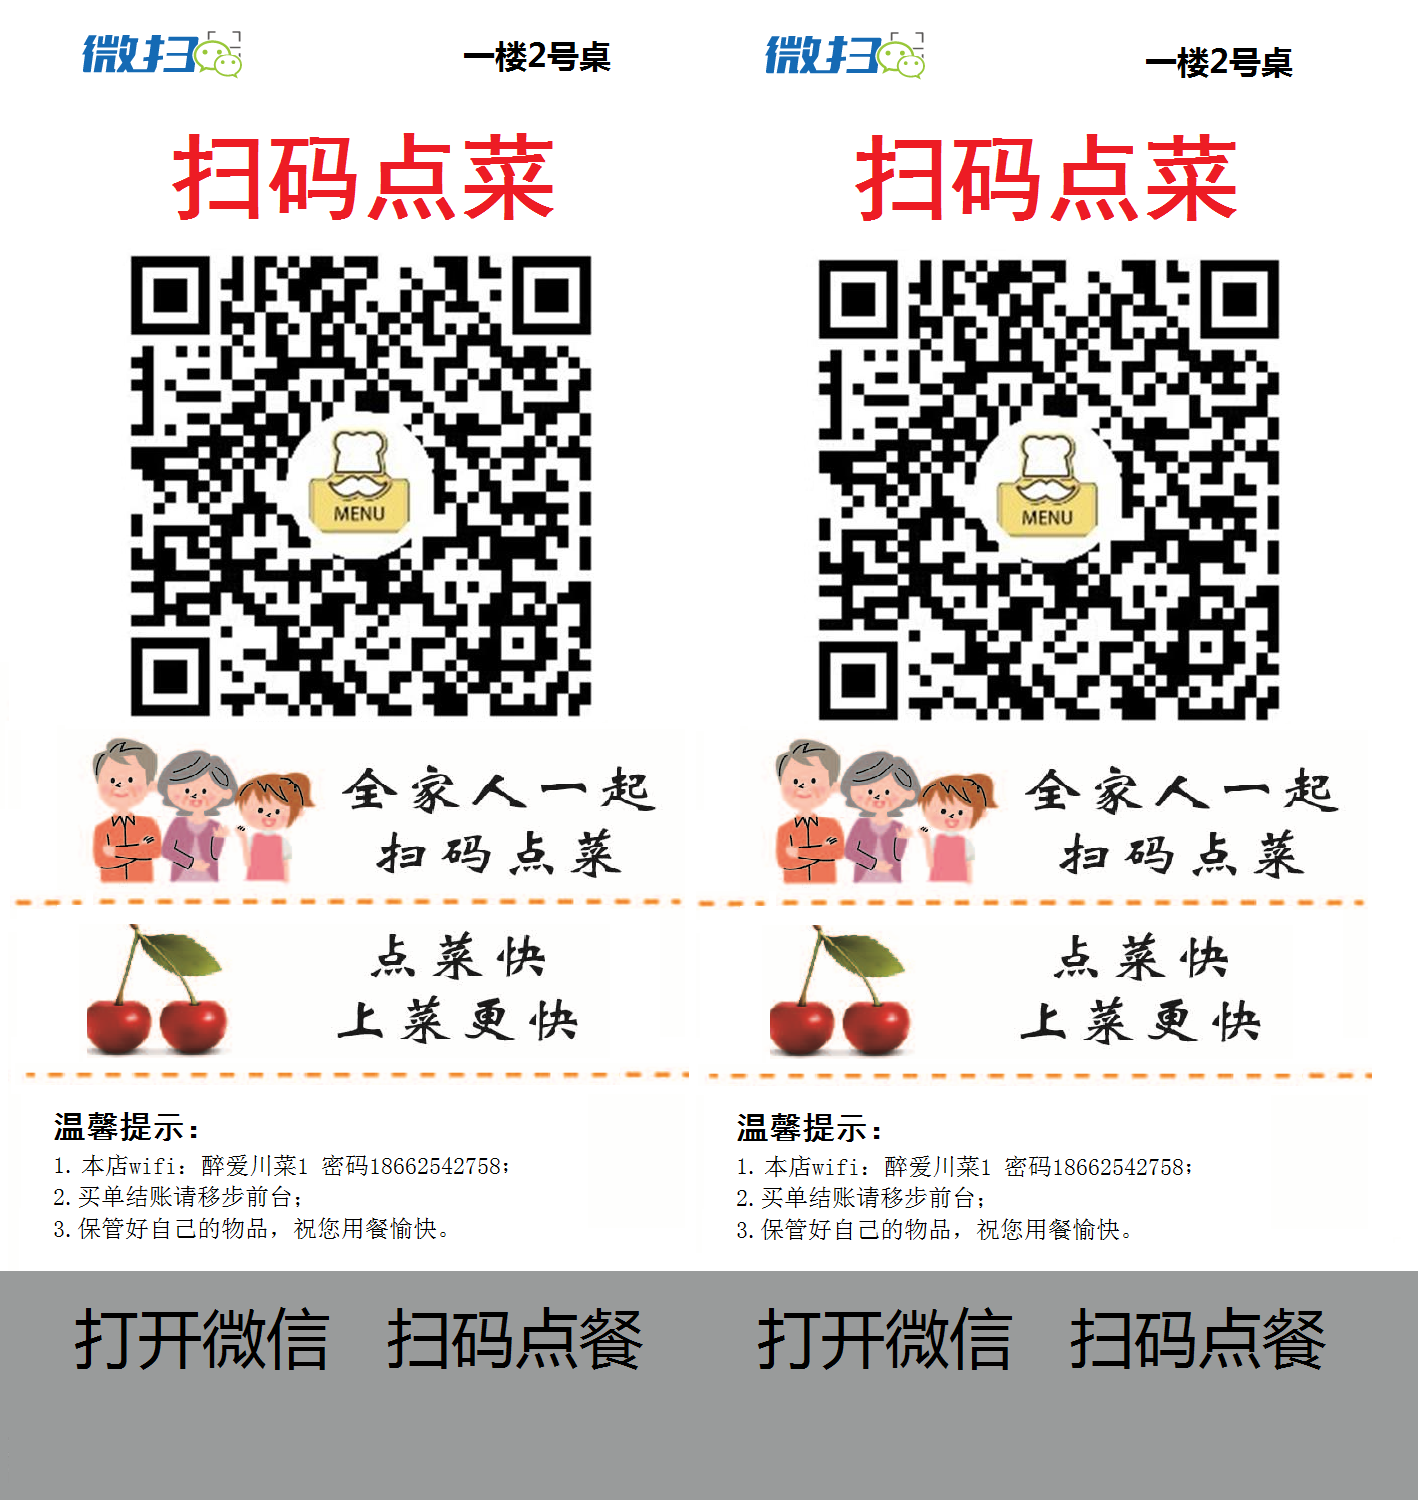 微扫
一楼2号桌
扫码点菜
MENU
全家人一起
扫码点菜
点菜快
上菜更快
温馨提示：
1. 本店wifi：醉爱川菜1 密码18662542758；
2.买单结账请移步前台；
3.保管好自己的物品，祝您用餐愉快。
打开微信 扫码点餐
微扫
一楼2号桌
扫码点菜
MENU
全家人一起
扫码点菜
点菜快
上菜更快
温馨提示：
1. 本店wifi：醉爱川菜1 密码18662542758；
2.买单结账请移步前台；
3.保管好自己的物品，祝您用餐愉快。
打开微信 扫码点餐